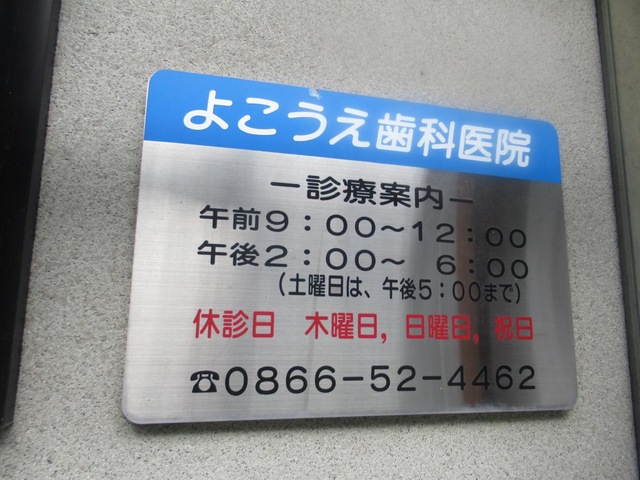 よこうえ歯科医院
ー診療案内ー
午前9:00～12:00
午後2:00～ 6:00
(土曜日は、午後5:00まで)
休診日 木曜日,日曜日,祝日
☎0866-52-4462